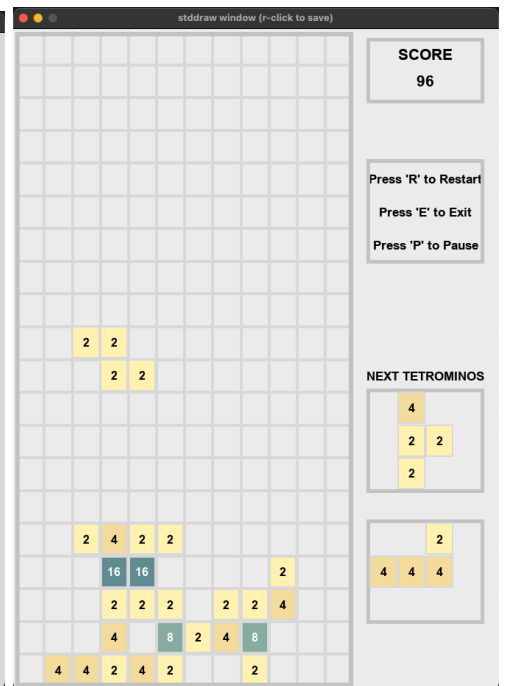 stddraw window (r-click to save)
SCORE
96
Press 'R' to Restart
Press 'E' to Exit
Press 'P' to Pause
2 2
2 2
NEXT TETROMINOS
4
2 2
2
2 4 2 2
16 16 2
2 2 2 2 2 4
4 8 2 4 8
4 4 2 4 2 2
2
4 4 4